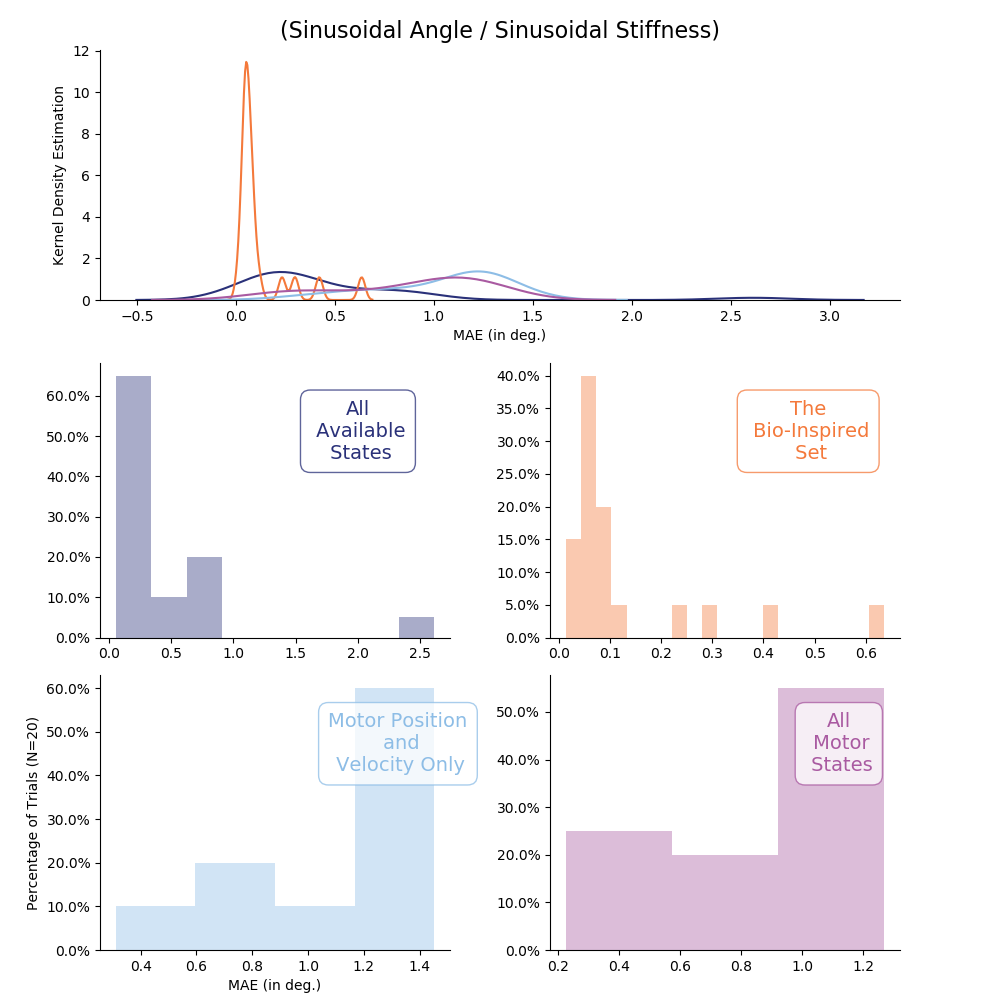 (Sinusoidal Angle / Sinusoidal Stiffness)
Kernel Density Estimation
12
10
8
6
4
2
0
−0.5 0.0 0.5 1.0 1.5 2.0 2.5 3.0
MAE (in deg.)
60.0%
50.0%
40.0%
30.0%
20.0%
10.0%
0.0%
0.0 0.5 1.0 1.5 2.0 2.5
All
Available
States
40.0%
35.0%
30.0%
25.0%
20.0%
15.0%
10.0%
5.0%
0.0%
0.0 0.1 0.2 0.3 0.4 0.5 0.6
The
Bio-Inspired
Set
Percentage of Trials (N=20)
60.0%
50.0%
40.0%
30.0%
20.0%
10.0%
0.0%
0.4 0.6 0.8 1.0 1.2 1.4
MAE (in deg.)
Motor Position
and
Velocity Only
50.0%
40.0%
30.0%
20.0%
10.0%
0.0%
0.2 0.4 0.6 0.8 1.0 1.2
All
Motor
States